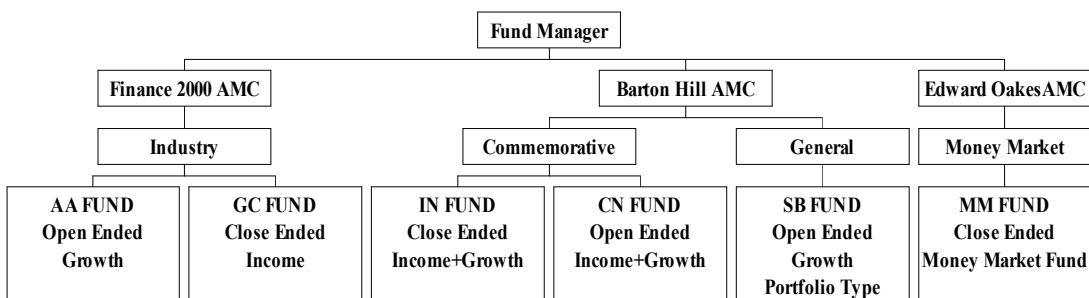 Fund Manager
Finance 2000 AMC
Barton Hill AMC
Edward OakesAMC
Industry
Commemorative
General
Money Market
AA FUND
Open Ended
Growth
GC FUND
Close Ended
Income
IN FUND
Close Ended
Income+Growth
CN FUND
Open Ended
Income+Growth
SB FUND
Open Ended
Growth
Portfolio Type
MM FUND
Close Ended
Money Market Fund